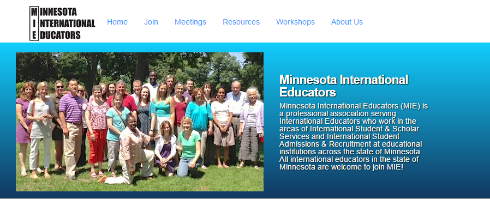 MINNESOTA
INTERNATIONAL
EDUCATORS
Home Join Meetings Resources Workshops About Us
Minnesota International
Educators
Minnesota International Educators (MIE) is
a professional association serving
International Educators who work in the
areas of International Student & Scholar
Services and International Student
Admissions & Recruitment at educational
institutions across the state of Minnesota.
All international educators in the state of
Minnesota are welcome to join MIE!